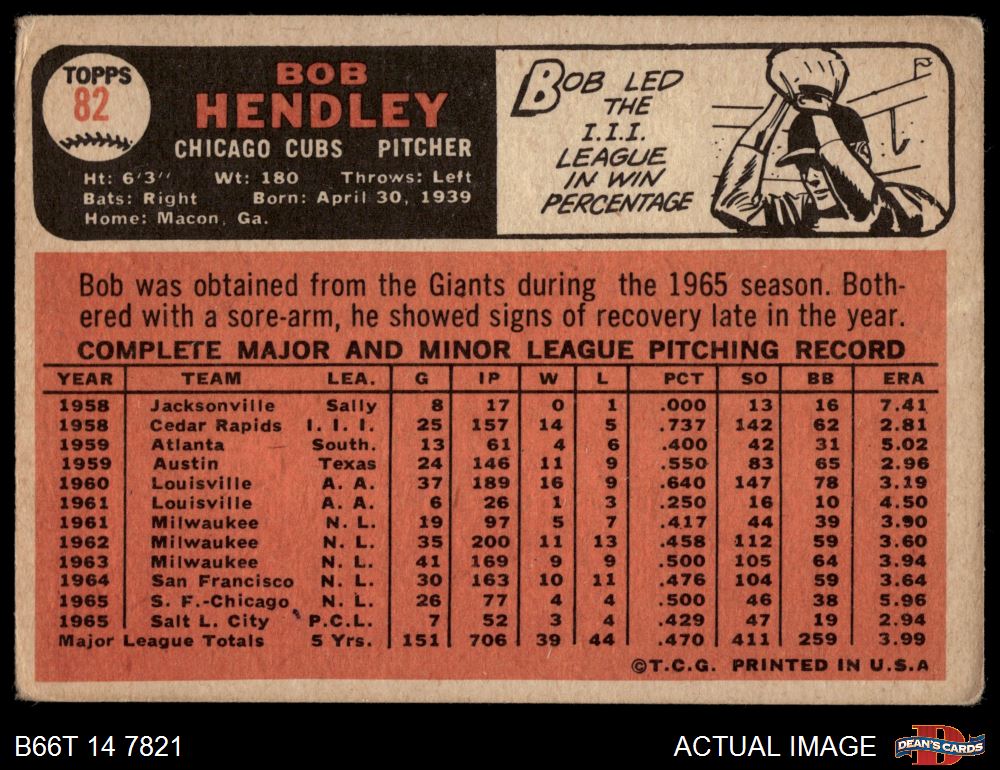 TOPPS
82
BOB
HENDLEY
CHICAGO CUBS PITCHER
Ht: 6'3" Wt: 180 Throws: Left
Bats: Right Born: April 30, 1939
Home: Macon, Ga.
BOB LED
THE
I.I.I.
LEAGUE
IN WIN
PERCENTAGE
Bob was obtained from the Giants during the 1965 season. Both-
ered with a sore-arm, he showed signs of recovery late in the year.
COMPLETE MAJOR AND MINOR LEAGUE PITCHING RECORD
YEAR TEAM LEA. G IP W L PCT SO BB ERA
1958 Jacksonville Sally 8 17 0 1 .000 13 16 7.41
1958 Cedar Rapids I. I. I. 25 157 14 5 .737 142 62 2.81
1959 Atlanta South. 13 61 4 6 .400 42 31 5.02
1959 Austin Texas 24 146 11 9 .550 83 65 2.96
1960 Louisville A. A. 37 189 16 9 .640 147 78 3.19
1961 Louisville A. A. 6 26 1 3 .250 16 10 4.50
1961 Milwaukee N. L. 19 97 5 7 .417 44 39 3.90
1962 Milwaukee N. L. 35 200 11 13 .458 112 59 3.60
1963 Milwaukee N. L. 41 169 9 9 .500 105 64 3.94
1964 San Francisco N. L. 30 163 10 11 .476 104 59 3.64
1965 S. F.-Chicago N. L. 26 77 4 4 .500 46 38 5.96
1965 Salt L. City P.C.L. 7 52 3 4 .429 47 19 2.94
Major League Totals 5 Yrs. 151 706 39 44 .470 411 259 3.99
©T.C.G. PRINTED IN U.S.A
B66T 14 7821
ACTUAL IMAGE
DEAN'S CARDS